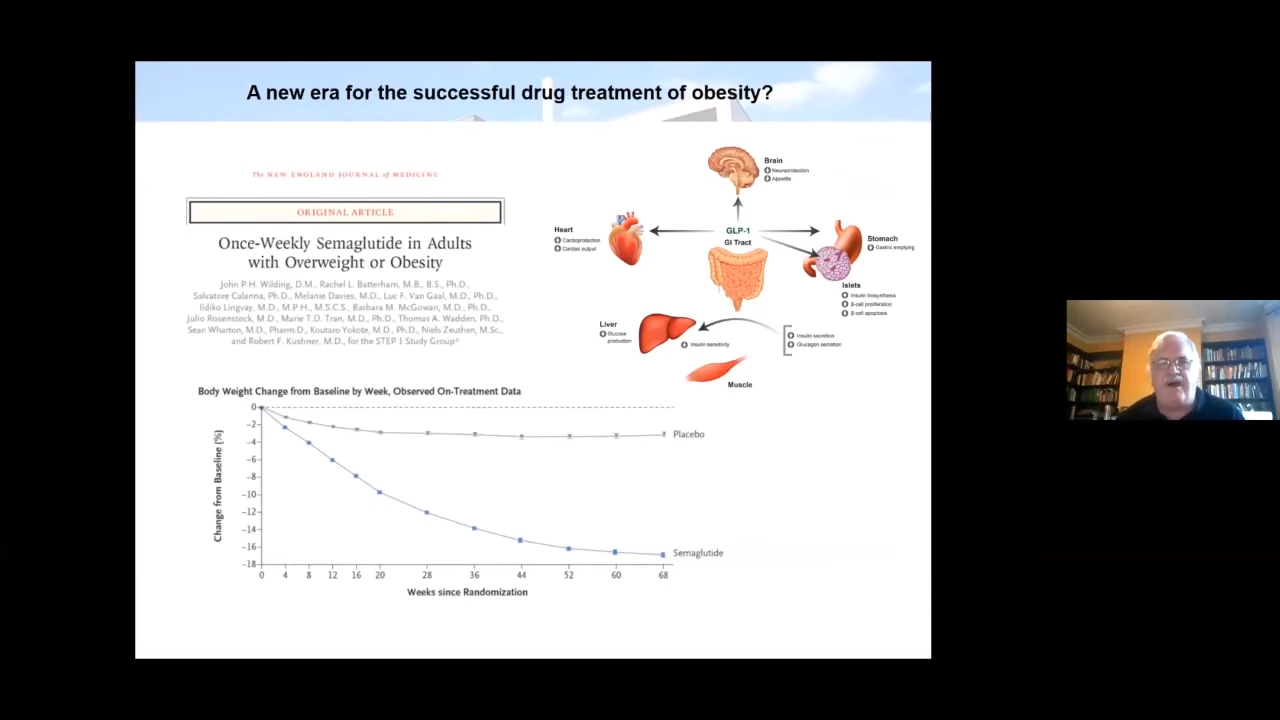 A new era for the successful drug treatment of obesity?
The NEW ENGLAND JOURNAL of MEDICINE
ORIGINAL ARTICLE
Once-Weekly Semaglutide in Adults
with Overweight or Obesity
John P.H. Wilding, D.M., Rachel L. Batterham, M.B., B.S., Ph.D.,
Salvatore Calanna, Ph.D., Melanie Davies, M.D., Luc F. Van Gaal, M.D., Ph.D.,
Ildiko Lingvay, M.D., M.P.H., M.S.C.S., Barbara M. McGowan, M.D., Ph.D.,
Julio Rosenstock, M.D., Marie T.D. Tran, M.D., Ph.D., Thomas A. Wadden, Ph.D.,
Sean Wharton, M.D., Pharm.D., Koutaro Yokote, M.D., Ph.D., Niels Zeuthen, M.Sc.,
and Robert F. Kushner, M.D., for the STEP 1 Study Group*
Brain
Neuroprotection
Appetite
Heart
Cardioprotection
Cardiac output
GLP-1
GI Tract
Stomach
Gastric emptying
Islets
Insulin biosynthesis
β-cell proliferation
β-cell apoptosis
Liver
Glucose
production
Insulin sensitivity
Insulin secretion
Glucagon secretion
Muscle
Body Weight Change from Baseline by Week, Observed On-Treatment Data
Change from Baseline (%)
0
−2
−4
−6
−8
−10
−12
−14
−16
−18
Placebo
Semaglutide
0 4 8 12 16 20 28 36 44 52 60 68
Weeks since Randomization